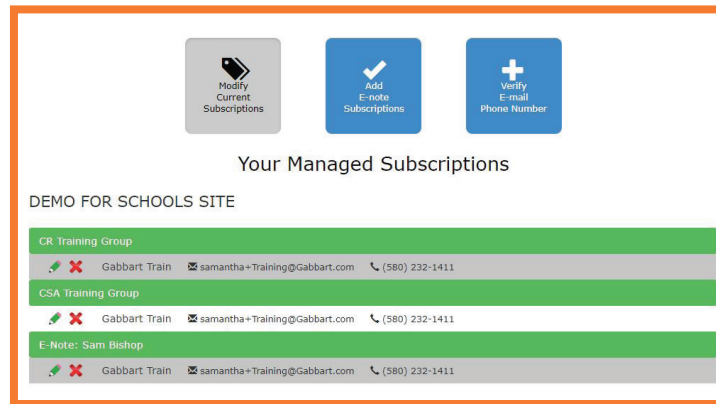 Modify
Current
Subscriptions
Add
E-note
Subscriptions
Verify
E-mail
Phone Number
Your Managed Subscriptions
DEMO FOR SCHOOLS SITE
CR Training Group
Gabbart Train samantha+Training@Gabbart.com (580) 232-1411
CSA Training Group
Gabbart Train samantha+Training@Gabbart.com (580) 232-1411
E-Note: Sam Bishop
Gabbart Train samantha+Training@Gabbart.com (580) 232-1411